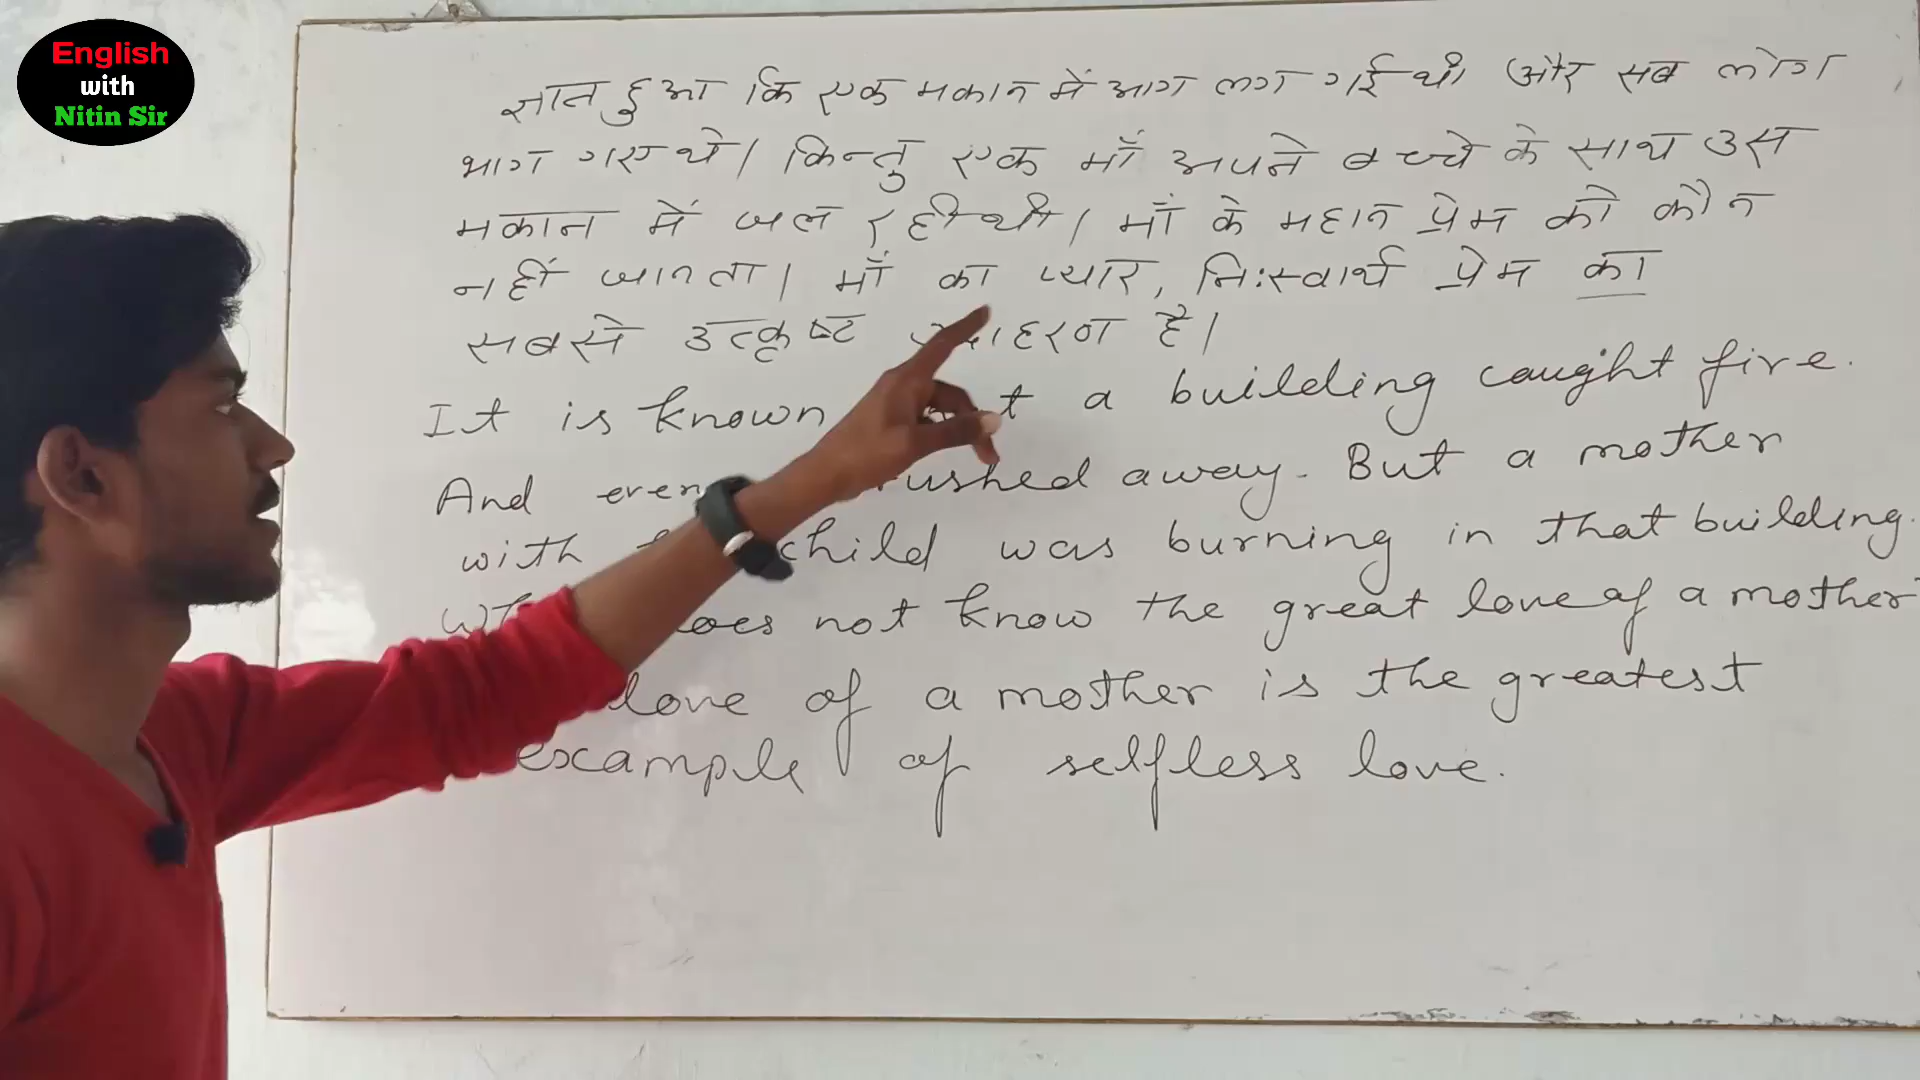 English
with
Nitin Sir
ज्ञात हुआ कि एक मकान में आग लग गई थी और सब लोग
भाग गए थे। किन्तु एक माँ अपने बच्चे के साथ उस
मकान में जल रही थी। माँ के महान प्रेम को कौन
नहीं जानता। माँ का प्यार, निःस्वार्थ प्रेम का
सबसे उत्कृष्ट है।
It is known a building caught fire.
And rushed away. But a mother
with child was burning in that building.
not know the great love of a mother
love of a mother is the greatest
example of selfless love.